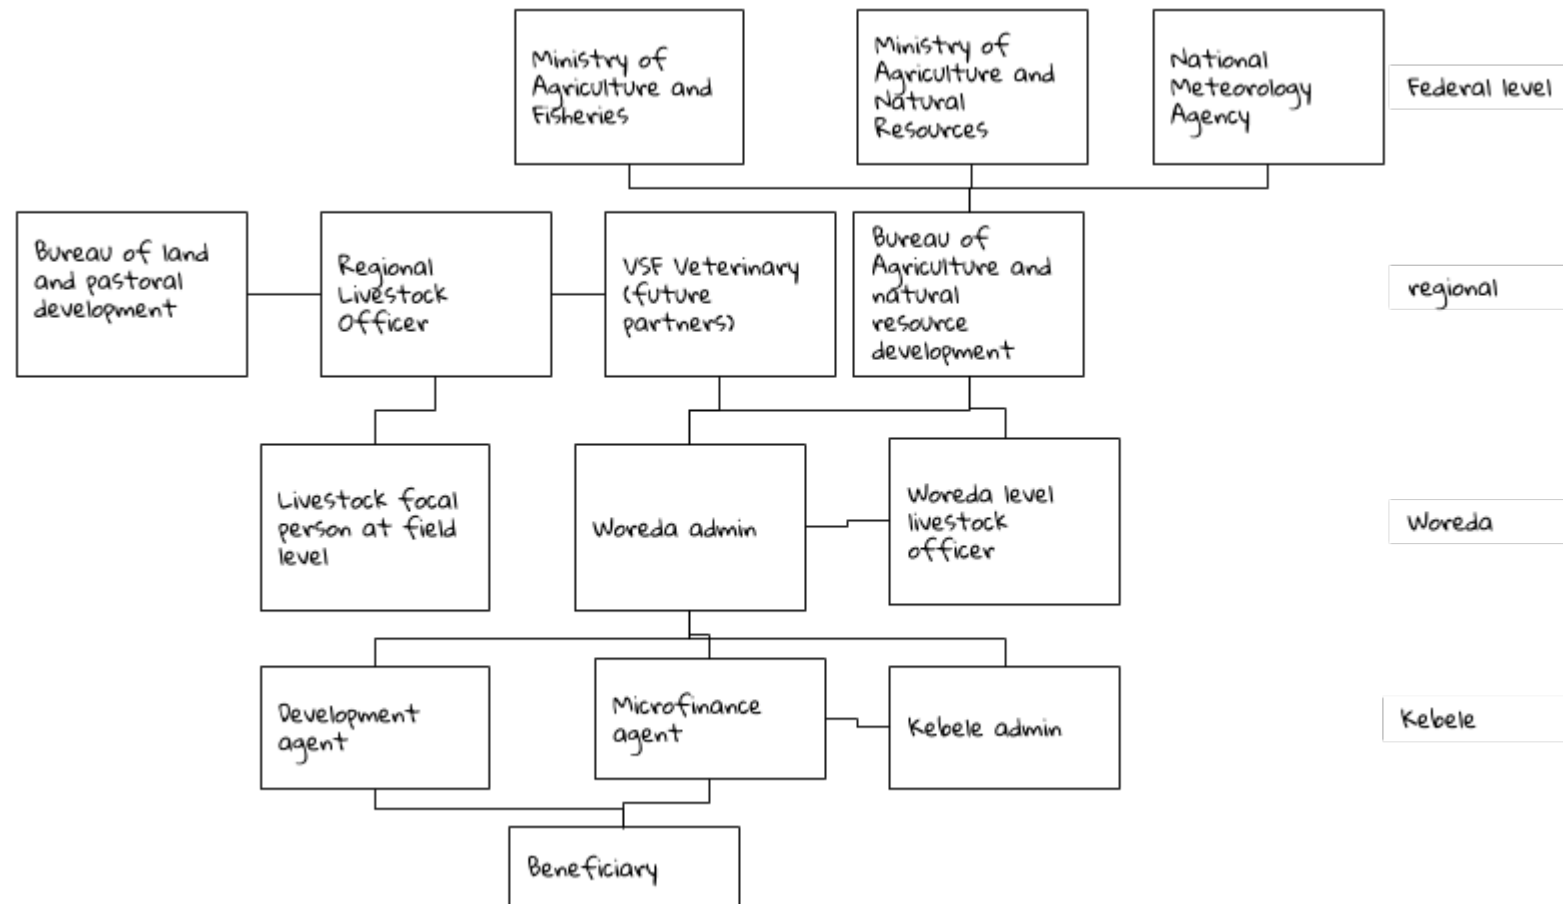 Ministry of
Agriculture and
Fisheries
Ministry of
Agriculture and
Natural
Resources
National
Meteorology
Agency
Federal level
Bureau of land
and pastoral
development
Regional
Livestock
Officer
VSF Veterinary
(future
partners)
Bureau of
Agriculture and
natural
resource
development
regional
Livestock focal
person at field
level
Woreda admin
Woreda level
livestock
officer
Woreda
Development
agent
Microfinance
agent
Kebele admin
Kebele
Beneficiary